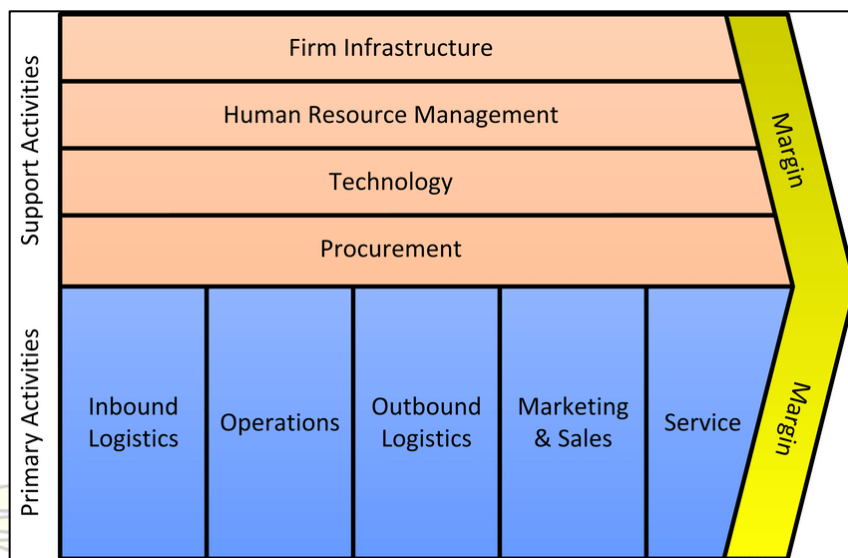 Support Activities
Firm Infrastructure
Human Resource Management
Technology
Procurement
Margin
Primary Activities
Inbound
Logistics
Operations
Outbound
Logistics
Marketing
& Sales
Service
Margin